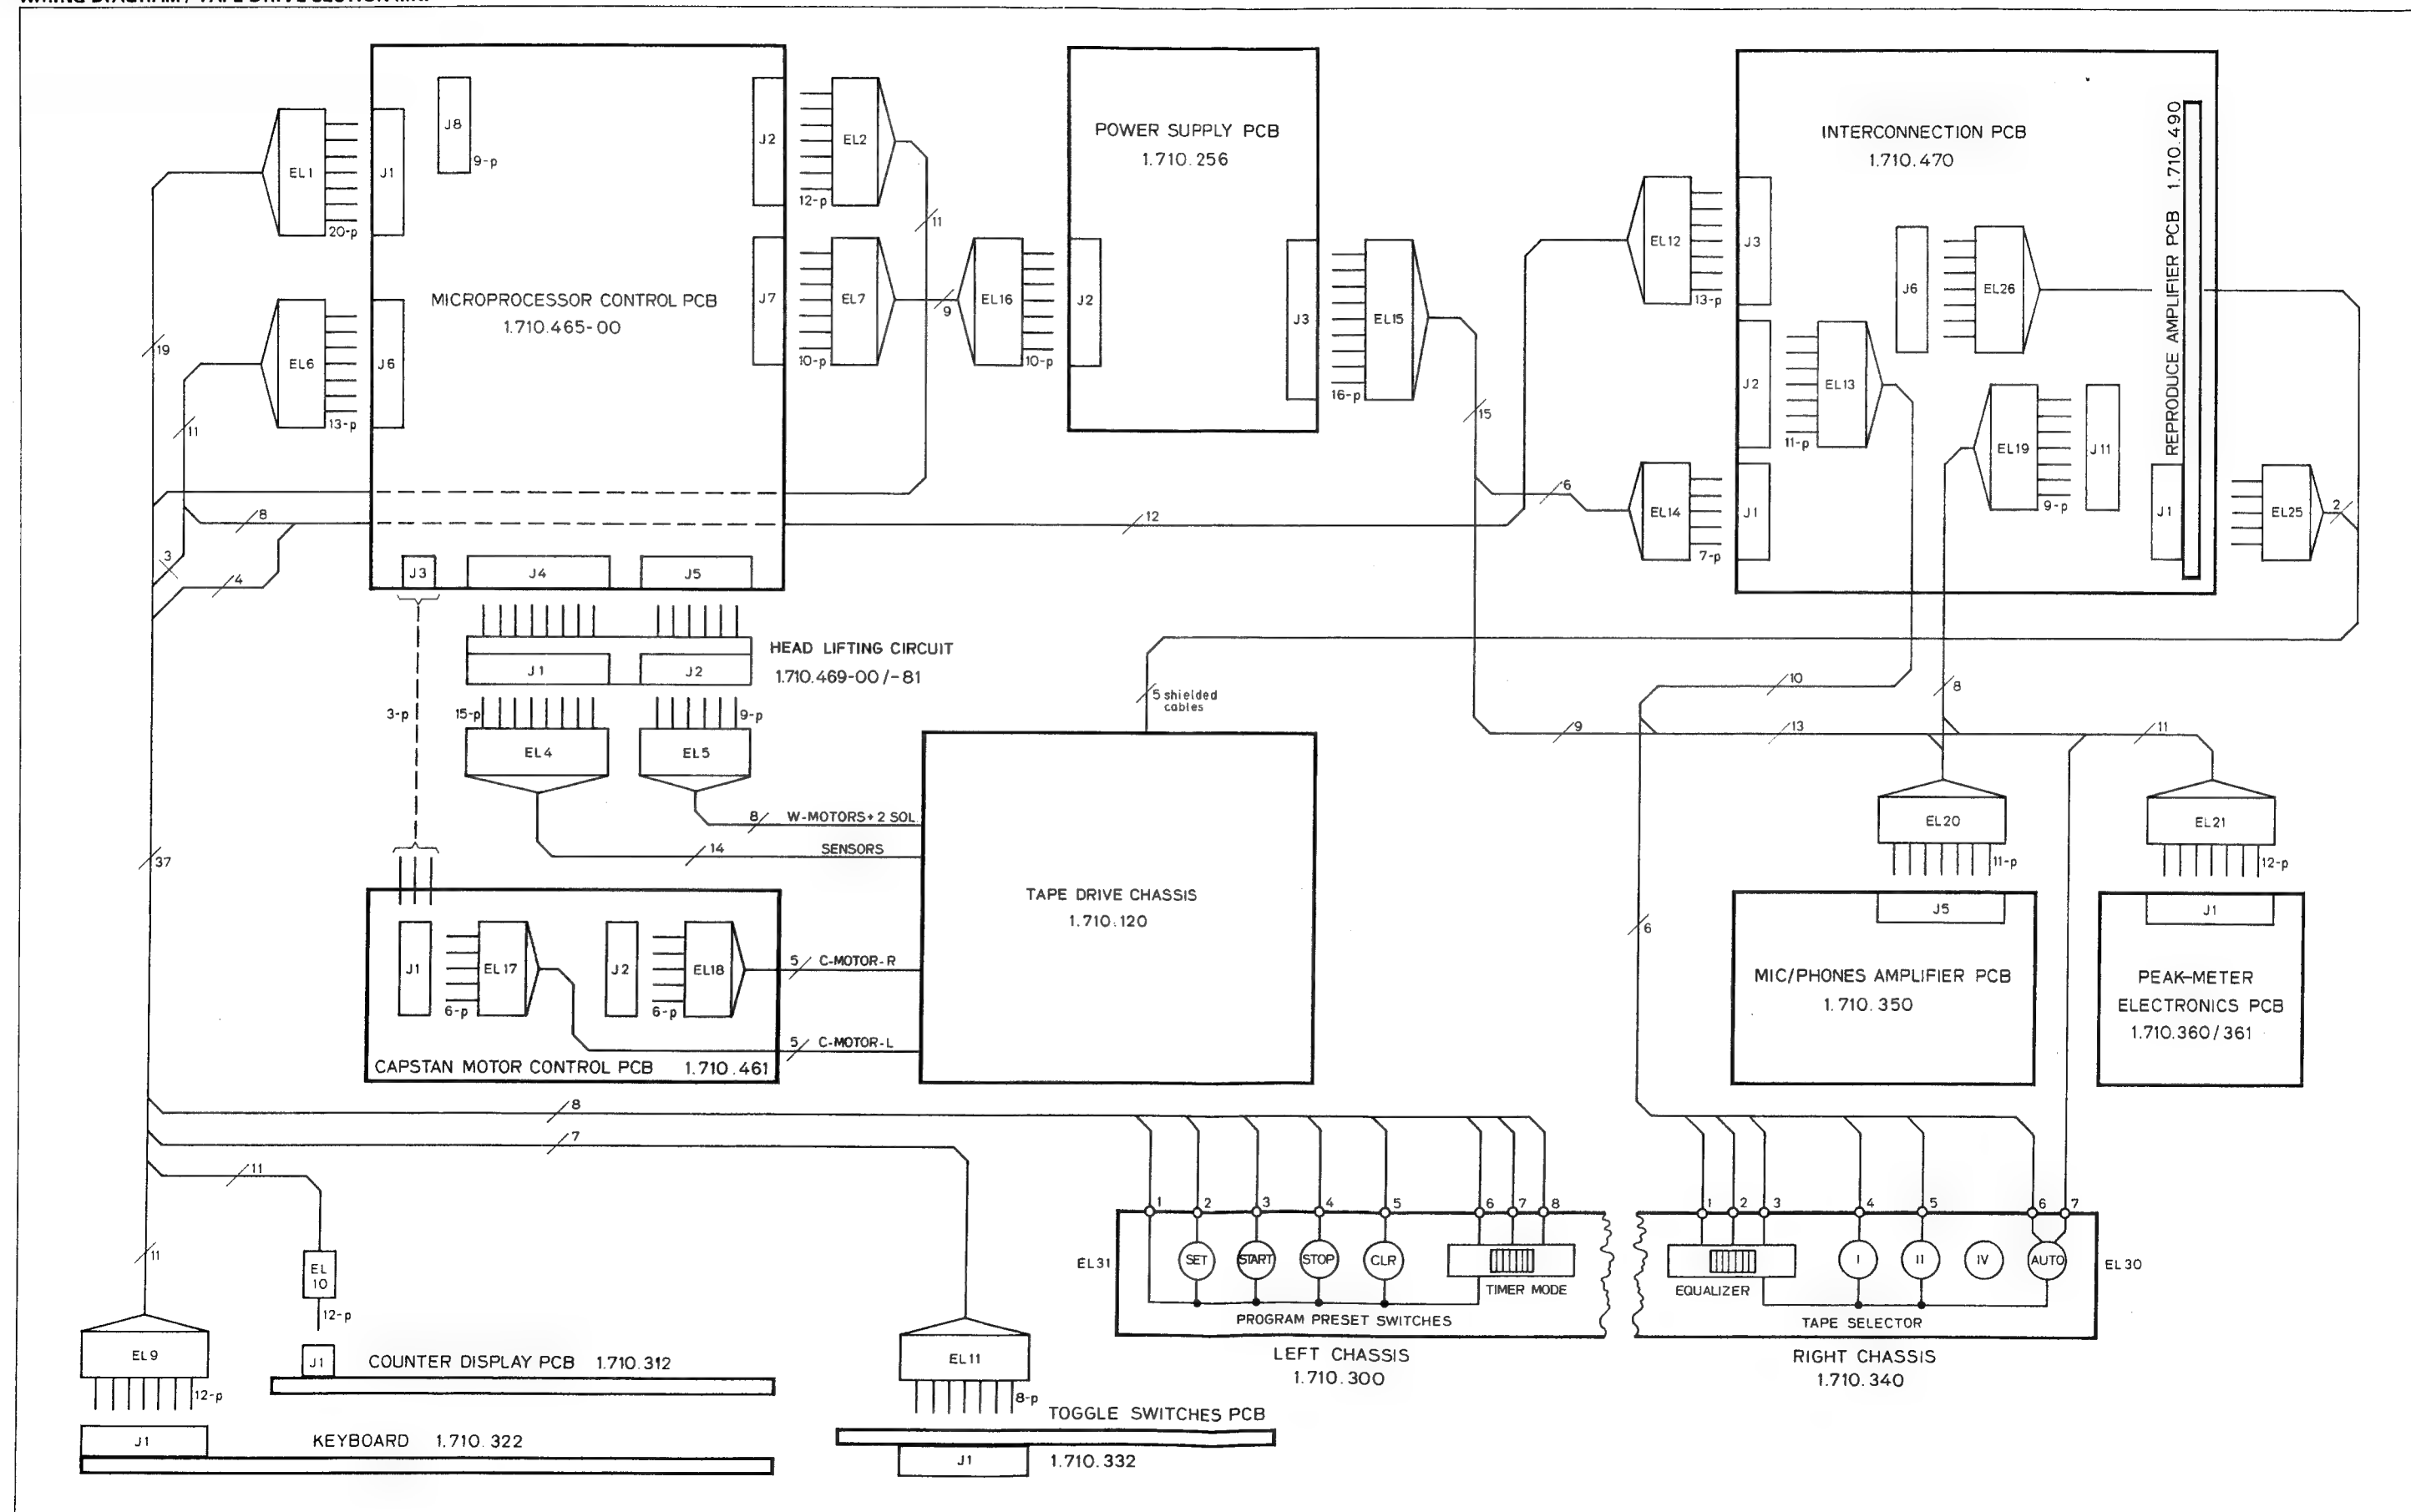 J8
9-p
EL1
20-p
J1
J2
EL2
12-p
11
MICROPROCESSOR CONTROL PCB
1.710.465-00
19
EL6
13-p
J6
11
J7
EL7
10-p
9
EL16
10-p
POWER SUPPLY PCB
1.710.256
J2
J3
EL15
16-p
15
INTERCONNECTION PCB
1.710.470
REPRODUCE AMPLIFIER PCB 1.710.490
EL12
13-p
J3
J6
EL26
J2
EL13
11-p
EL19
9-p
J11
6
EL14
7-p
J1
J1
EL25
2
8
12
3
4
J3
J4
J5
HEAD LIFTING CIRCUIT
1.710.469-00/-81
J1
J2
3-p
15-p
9-p
EL4
EL5
5 shielded
cables
10
8
9
13
11
8
W-MOTORS+2 SOL.
14
SENSORS
37
TAPE DRIVE CHASSIS
1.710.120
EL20
11-p
EL21
12-p
J5
J1
6
MIC/PHONES AMPLIFIER PCB
1.710.350
PEAK-METER
ELECTRONICS PCB
1.710.360/361
J1
EL17
6-p
J2
EL18
6-p
5
C-MOTOR-R
5
C-MOTOR-L
CAPSTAN MOTOR CONTROL PCB 1.710.461
8
7
11
11
1 2 3 4 5 6 7 8
1 2 3 4 5 6 7
EL31
SET
START
STOP
CLR
TIMER MODE
PROGRAM PRESET SWITCHES
LEFT CHASSIS
1.710.300
EQUALIZER
I
II
IV
AUTO
EL30
TAPE SELECTOR
RIGHT CHASSIS
1.710.340
EL
10
12-p
J1
COUNTER DISPLAY PCB 1.710.312
EL9
12-p
J1
KEYBOARD 1.710.322
EL11
8-p
TOGGLE SWITCHES PCB
J1
1.710.332